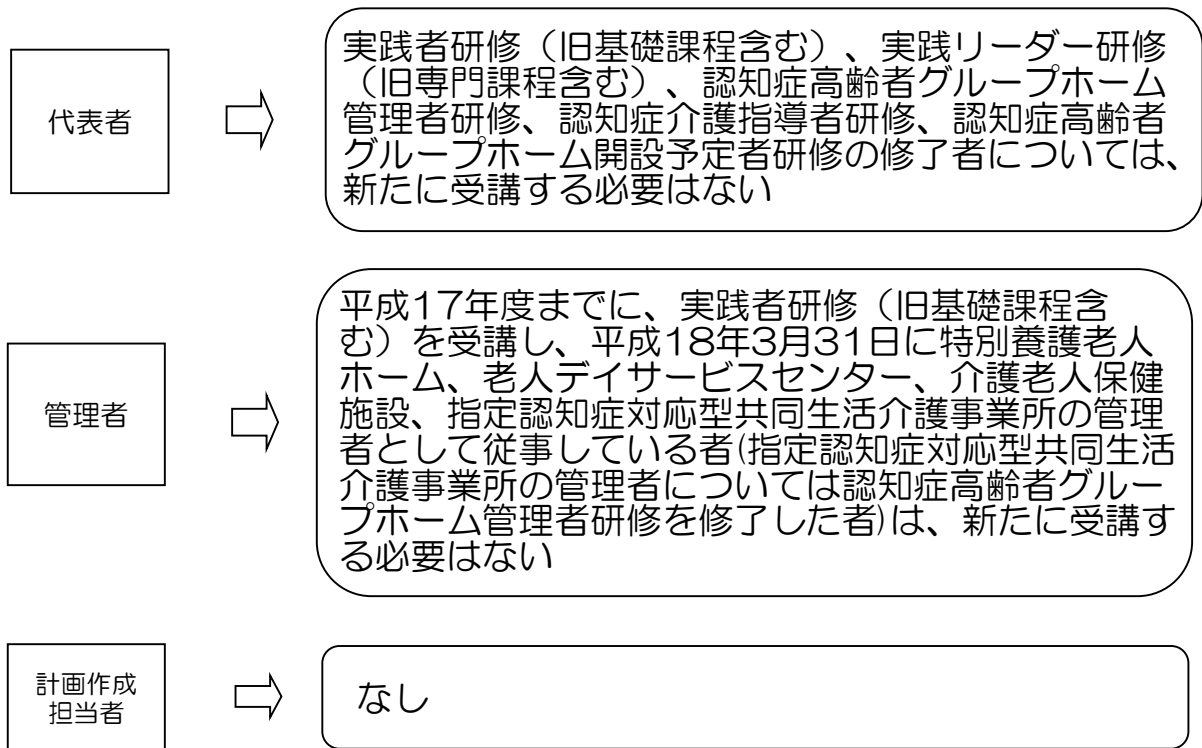 代表者
実践者研修（旧基礎課程含む）、実践リーダー研修
（旧専門課程含む）、認知症高齢者グループホーム
管理者研修、認知症介護指導者研修、認知症高齢者
グループホーム開設予定者研修の修了者については、
新たに受講する必要はない
管理者
平成17年度までに、実践者研修（旧基礎課程含
む）を受講し、平成18年3月31日に特別養護老人
ホーム、老人デイサービスセンター、介護老人保健
施設、指定認知症対応型共同生活介護事業所の管理
者として従事している者(指定認知症対応型共同生活
介護事業所の管理者については認知症高齢者グルー
プホーム管理者研修を修了した者)は、新たに受講す
る必要はない
計画作成
担当者
なし